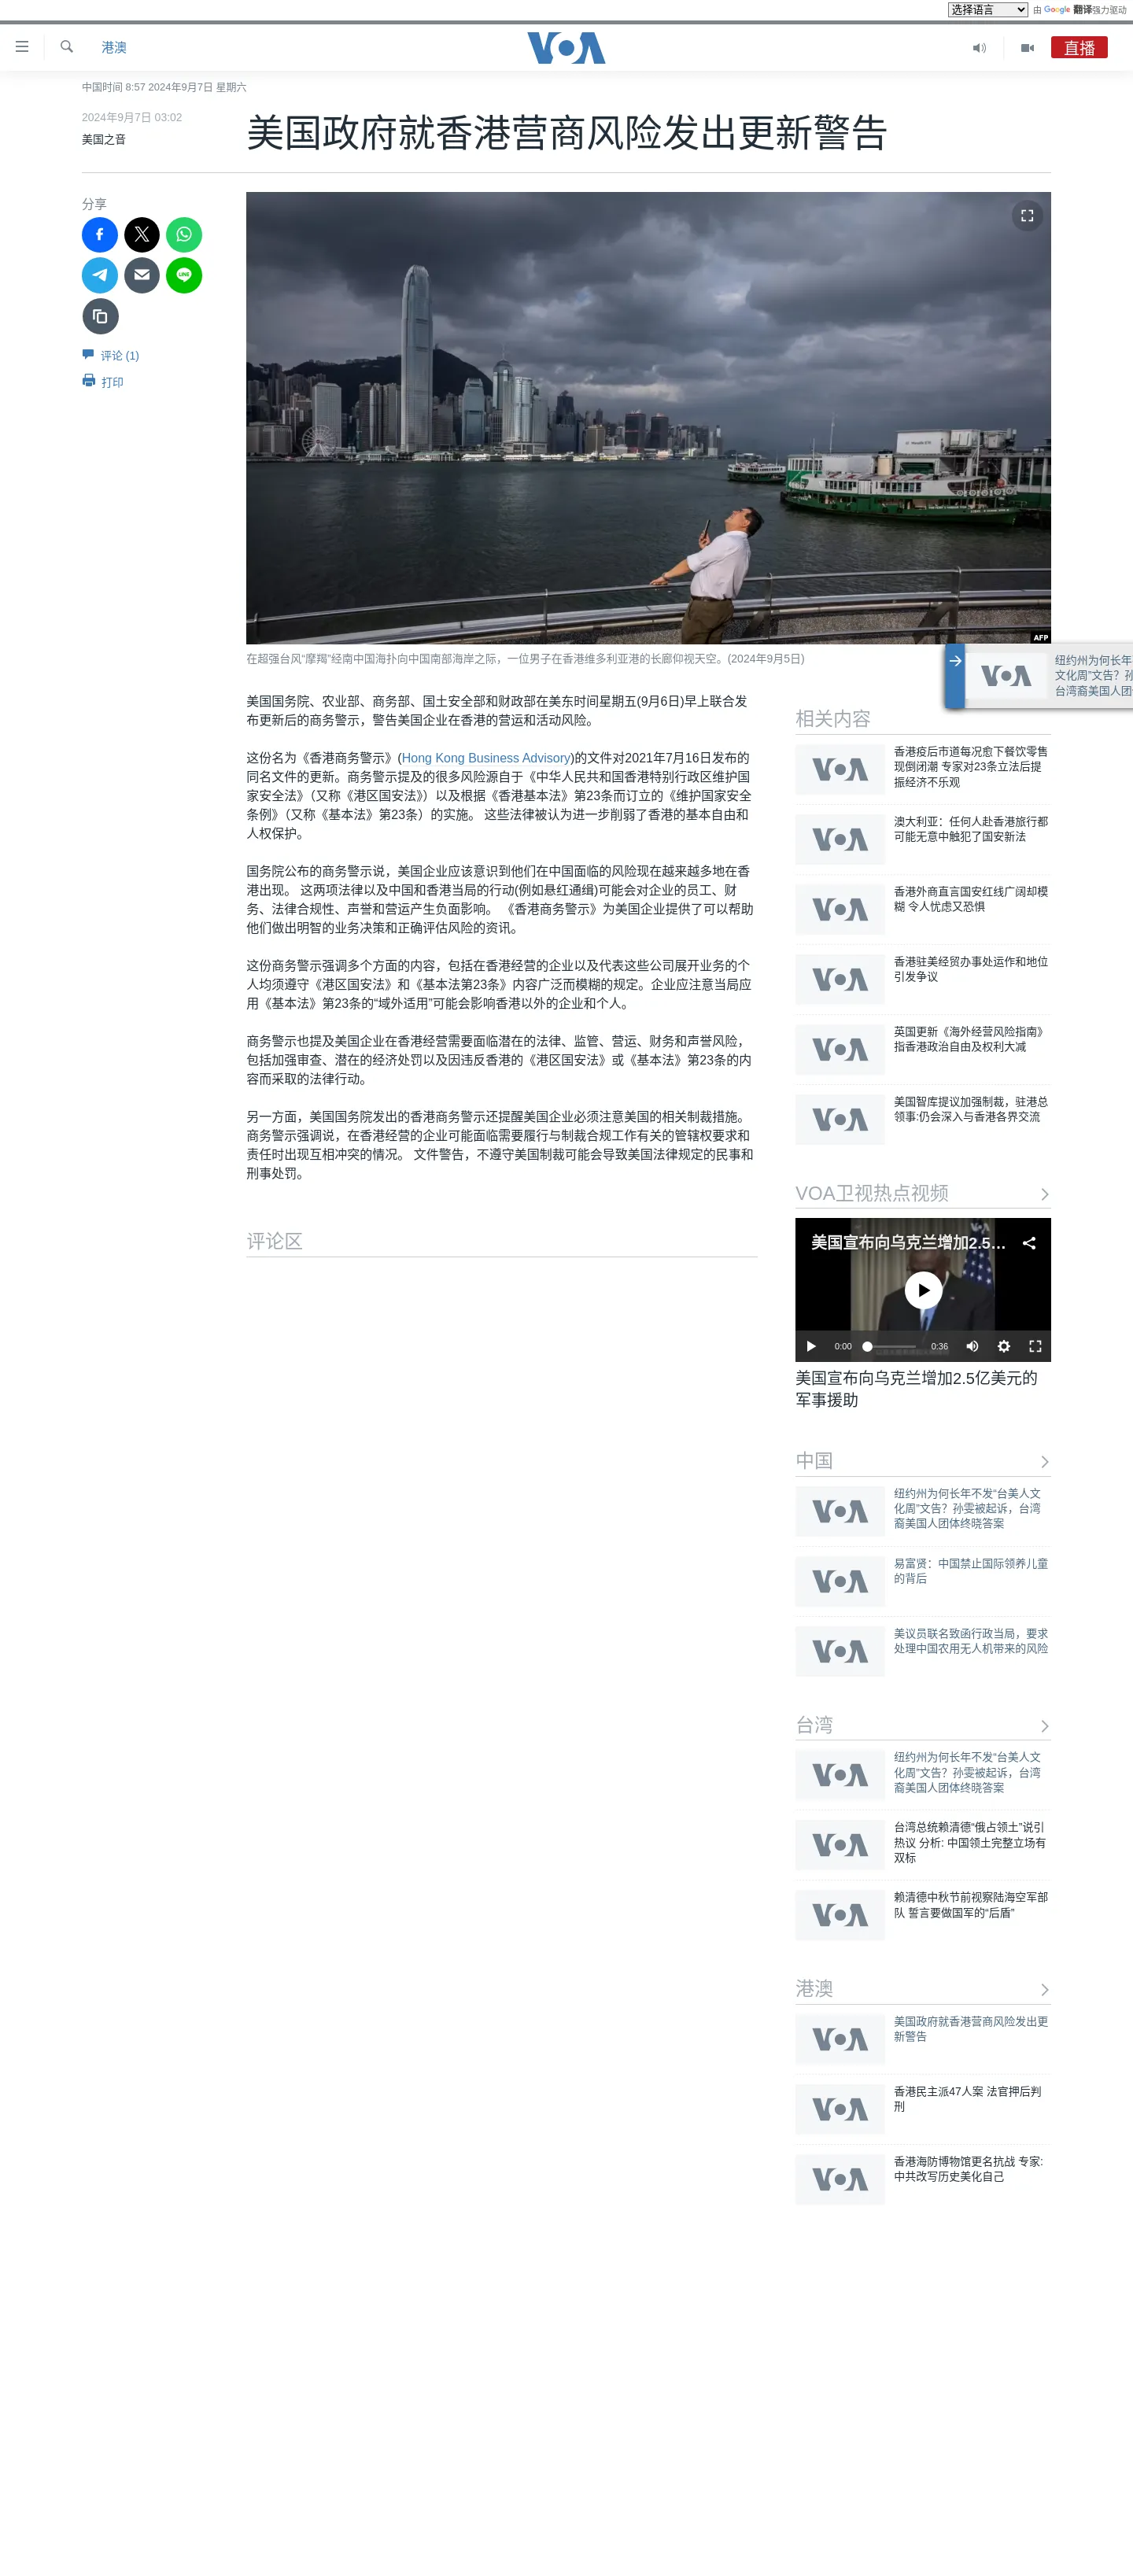 选择语言 由 Google 翻译强力驱动
港澳 VOA 直播
中国时间 8:57 2024年9月7日 星期六
2024年9月7日 03:02
美国之音
美国政府就香港营商风险发出更新警告
分享
评论 (1)
打印
AFP
在超强台风“摩羯”经南中国海扑向中国南部海岸之际，一位男子在香港维多利亚港的长廊仰视天空。(2024年9月5日)
美国国务院、农业部、商务部、国土安全部和财政部在美东时间星期五(9月6日)早上联合发
布更新后的商务警示，警告美国企业在香港的营运和活动风险。
这份名为《香港商务警示》(Hong Kong Business Advisory)的文件对2021年7月16日发布的
同名文件的更新。商务警示提及的很多风险源自于《中华人民共和国香港特别行政区维护国
家安全法》（又称《港区国安法》）以及根据《香港基本法》第23条而订立的《维护国家安全
条例》（又称《基本法》第23条）的实施。 这些法律被认为进一步削弱了香港的基本自由和
人权保护。
国务院公布的商务警示说，美国企业应该意识到他们在中国面临的风险现在越来越多地在香
港出现。 这两项法律以及中国和香港当局的行动(例如悬红通缉)可能会对企业的员工、财
务、法律合规性、声誉和营运产生负面影响。 《香港商务警示》为美国企业提供了可以帮助
他们做出明智的业务决策和正确评估风险的资讯。
这份商务警示强调多个方面的内容，包括在香港经营的企业以及代表这些公司展开业务的个
人均须遵守《港区国安法》和《基本法第23条》内容广泛而模糊的规定。企业应注意当局应
用《基本法》第23条的“域外适用”可能会影响香港以外的企业和个人。
商务警示也提及美国企业在香港经营需要面临潜在的法律、监管、营运、财务和声誉风险，
包括加强审查、潜在的经济处罚以及因违反香港的《港区国安法》或《基本法》第23条的内
容而采取的法律行动。
另一方面，美国国务院发出的香港商务警示还提醒美国企业必须注意美国的相关制裁措施。
商务警示强调说，在香港经营的企业可能面临需要履行与制裁合规工作有关的管辖权要求和
责任时出现互相冲突的情况。 文件警告，不遵守美国制裁可能会导致美国法律规定的民事和
刑事处罚。
评论区
VOA
纽约州为何长年
文化周”文告？孙
台湾裔美国人团
相关内容
VOA
香港疫后市道每况愈下餐饮零售
现倒闭潮 专家对23条立法后提
振经济不乐观
VOA
澳大利亚：任何人赴香港旅行都
可能无意中触犯了国安新法
VOA
香港外商直言国安红线广阔却模
糊 令人忧虑又恐惧
VOA
香港驻美经贸办事处运作和地位
引发争议
VOA
英国更新《海外经营风险指南》
指香港政治自由及权利大减
VOA
美国智库提议加强制裁，驻港总
领事:仍会深入与香港各界交流
VOA卫视热点视频
VOA
美国宣布向乌克兰增加2.5…
0:00 0:36
美国宣布向乌克兰增加2.5亿美元的
军事援助
中国
VOA
纽约州为何长年不发“台美人文
化周”文告？孙雯被起诉，台湾
裔美国人团体终晓答案
VOA
易富贤：中国禁止国际领养儿童
的背后
VOA
美议员联名致函行政当局，要求
处理中国农用无人机带来的风险
台湾
VOA
纽约州为何长年不发“台美人文
化周”文告？孙雯被起诉，台湾
裔美国人团体终晓答案
VOA
台湾总统赖清德“俄占领土”说引
热议 分析: 中国领土完整立场有
双标
VOA
赖清德中秋节前视察陆海空军部
队 誓言要做国军的“后盾”
港澳
VOA
美国政府就香港营商风险发出更
新警告
VOA
香港民主派47人案 法官押后判
刑
VOA
香港海防博物馆更名抗战 专家:
中共改写历史美化自己